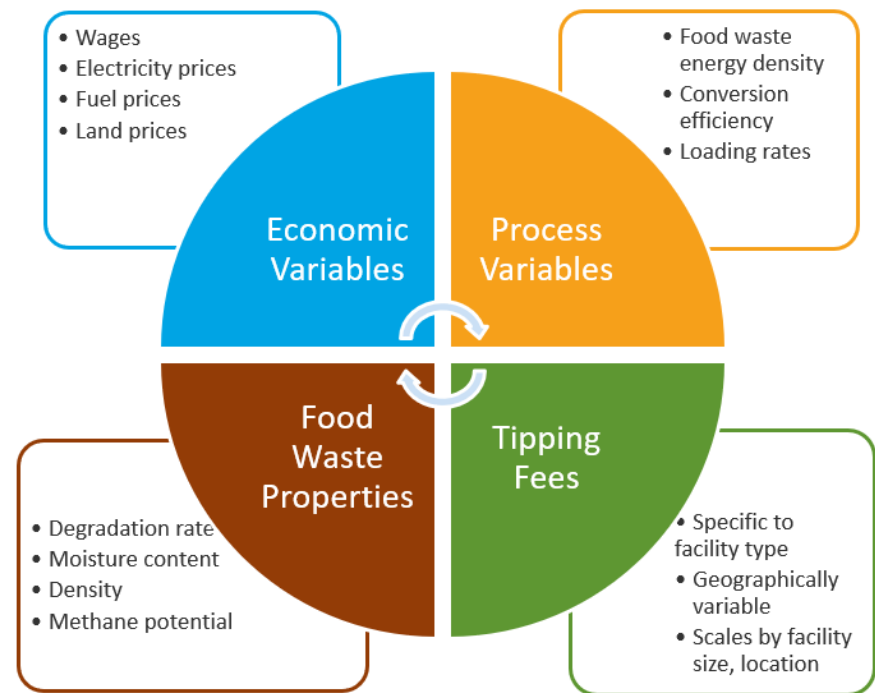 • Wages
• Electricity prices
• Fuel prices
• Land prices
• Food waste
energy density
• Conversion
efficiency
• Loading rates
Economic
Variables
Process
Variables
Food
Waste
Properties
Tipping
Fees
• Degradation rate
• Moisture content
• Density
• Methane potential
• Specific to
facility type
• Geographically
variable
• Scales by facility
size, location